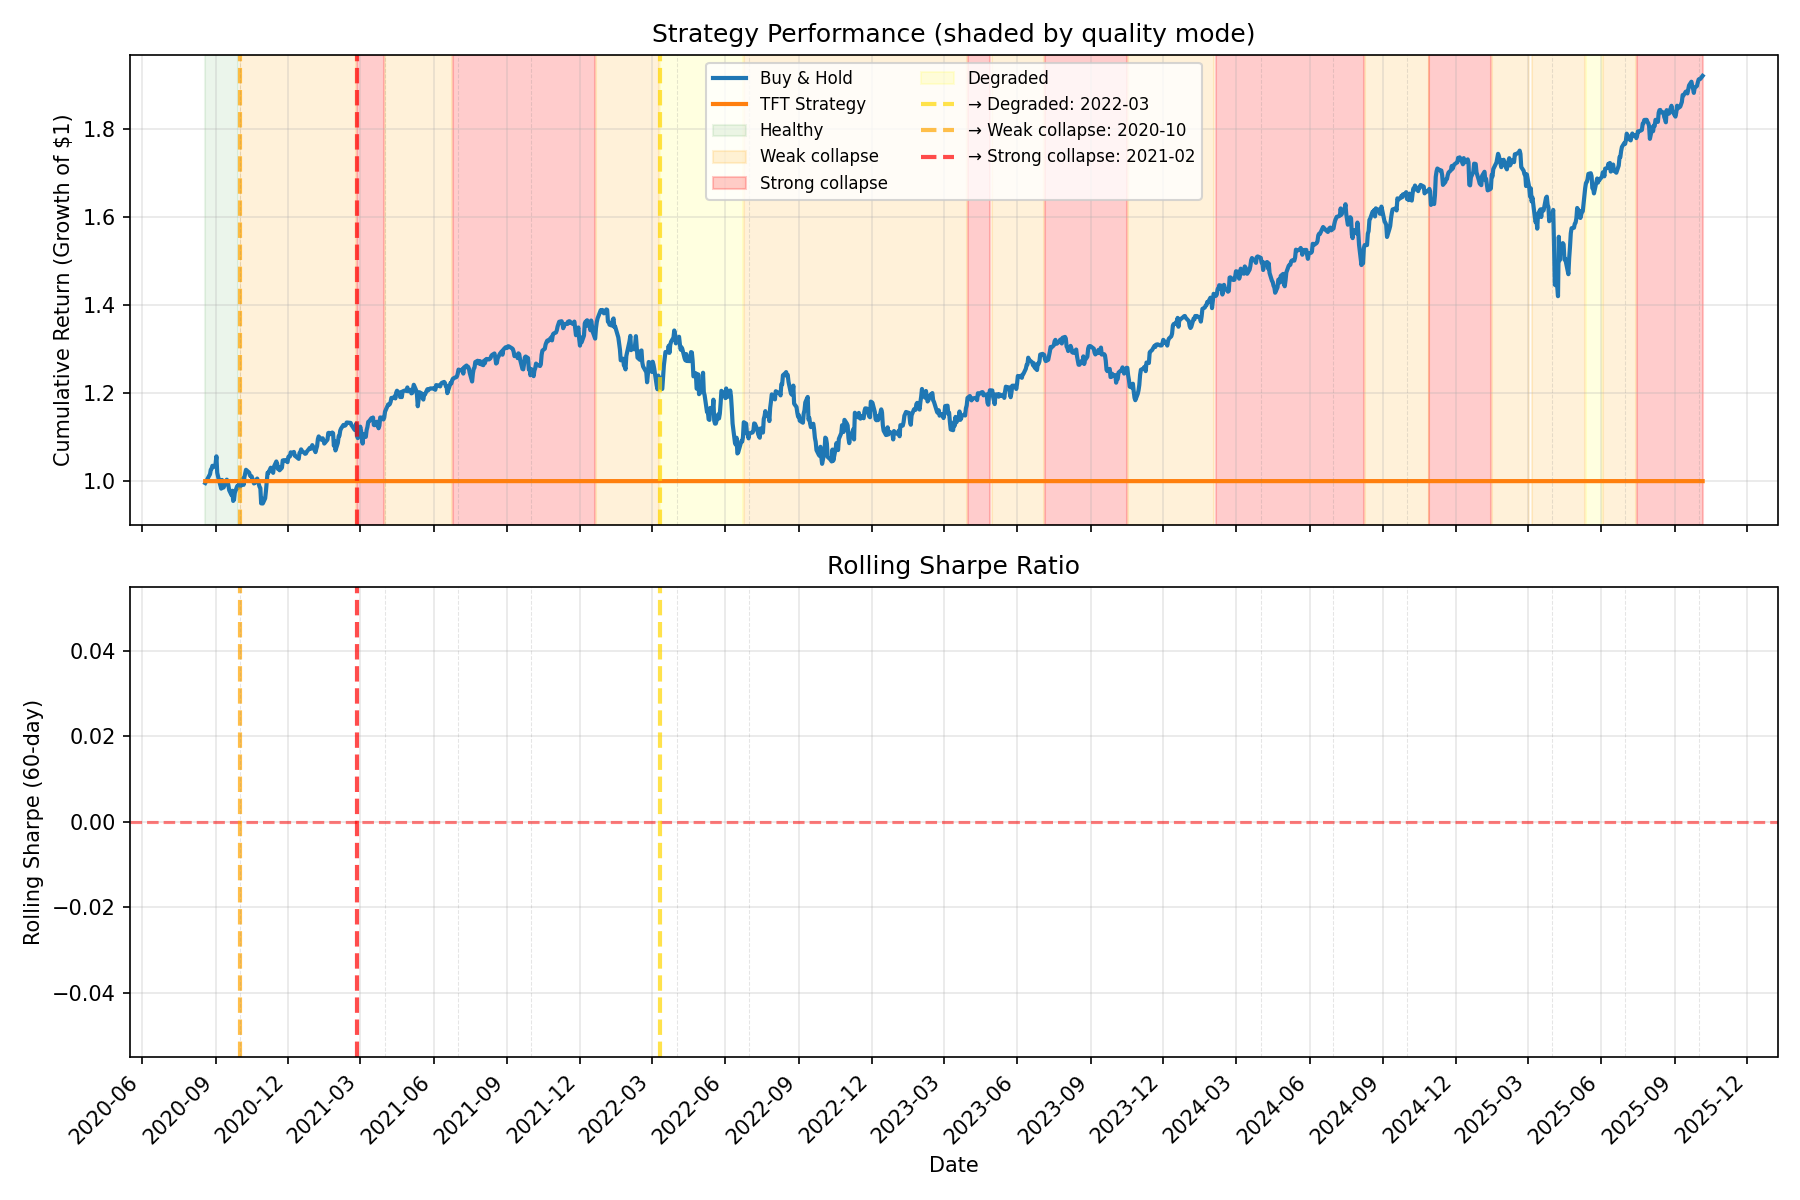 Strategy Performance (shaded by quality mode)
Cumulative Return (Growth of $1)
1.8
1.6
1.4
1.2
1.0
Buy & Hold
TFT Strategy
Healthy
Weak collapse
Strong collapse
Degraded
→ Degraded: 2022-03
→ Weak collapse: 2020-10
→ Strong collapse: 2021-02
Rolling Sharpe Ratio
Rolling Sharpe (60-day)
0.04
0.02
0.00
−0.02
−0.04
2020-06
2020-09
2020-12
2021-03
2021-06
2021-09
2021-12
2022-03
2022-06
2022-09
2022-12
2023-03
2023-06
2023-09
2023-12
2024-03
2024-06
2024-09
2024-12
2025-03
2025-06
2025-09
2025-12
Date